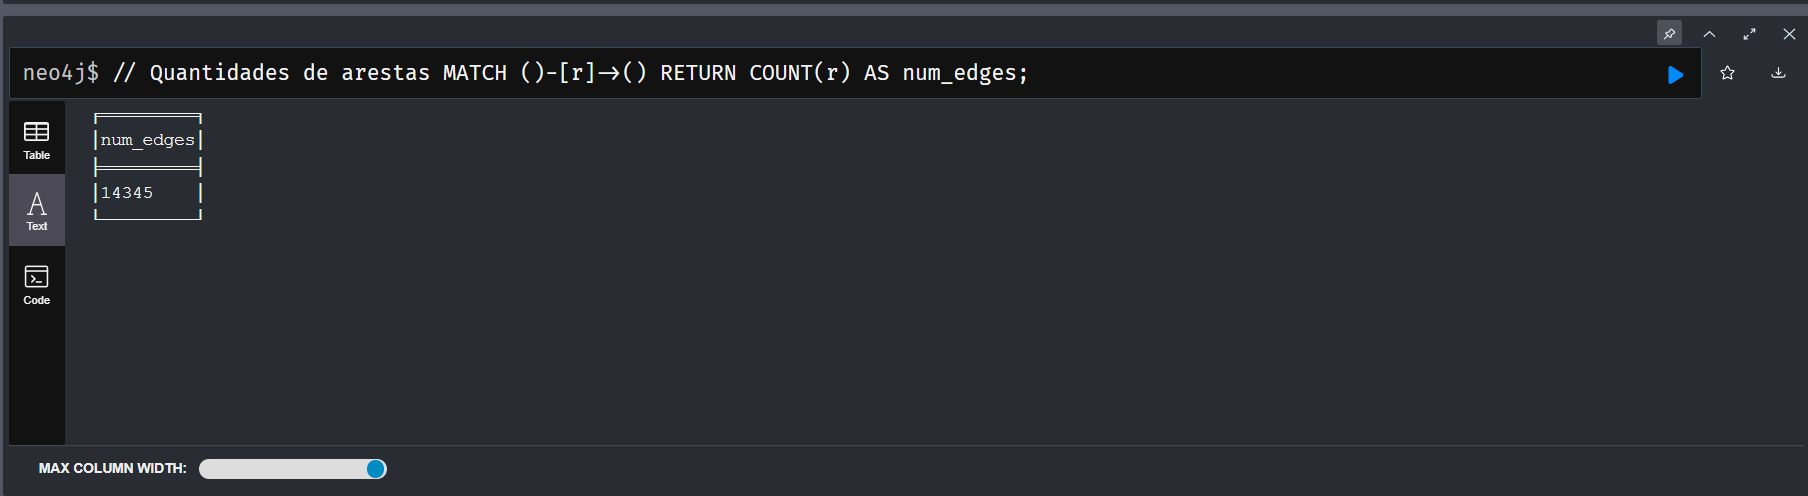 neo4j$ // Quantidades de arestas MATCH ()-[r]->() RETURN COUNT(r) AS num_edges;
Table
num_edges
14345
Text
Code
MAX COLUMN WIDTH: